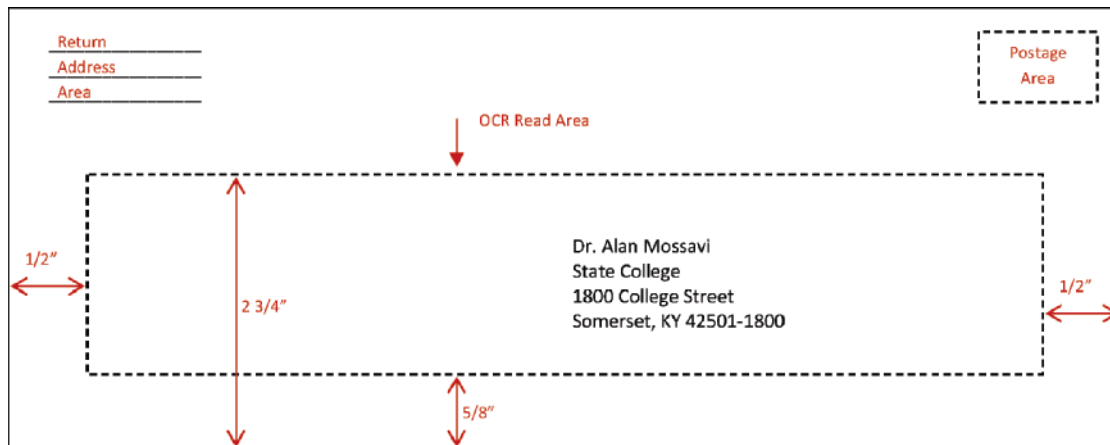 Return
Address
Area
Postage
Area
OCR Read Area
1/2”
2 3/4”
Dr. Alan Mossavi
State College
1800 College Street
Somerset, KY 42501-1800
1/2”
5/8”